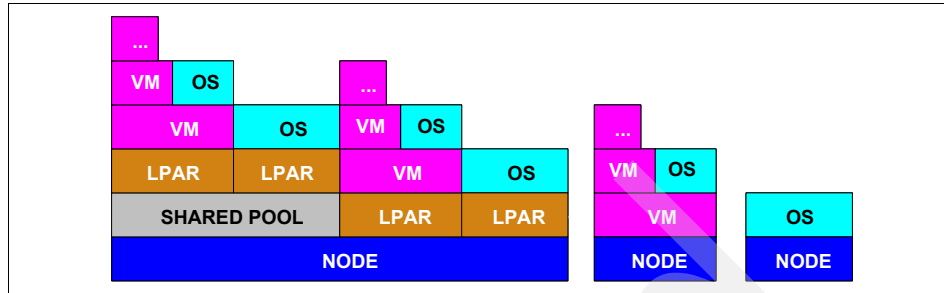 ...
VM OS ...
VM OS VM OS ...
LPAR LPAR VM OS VM OS
SHARED POOL LPAR LPAR VM OS
NODE NODE NODE